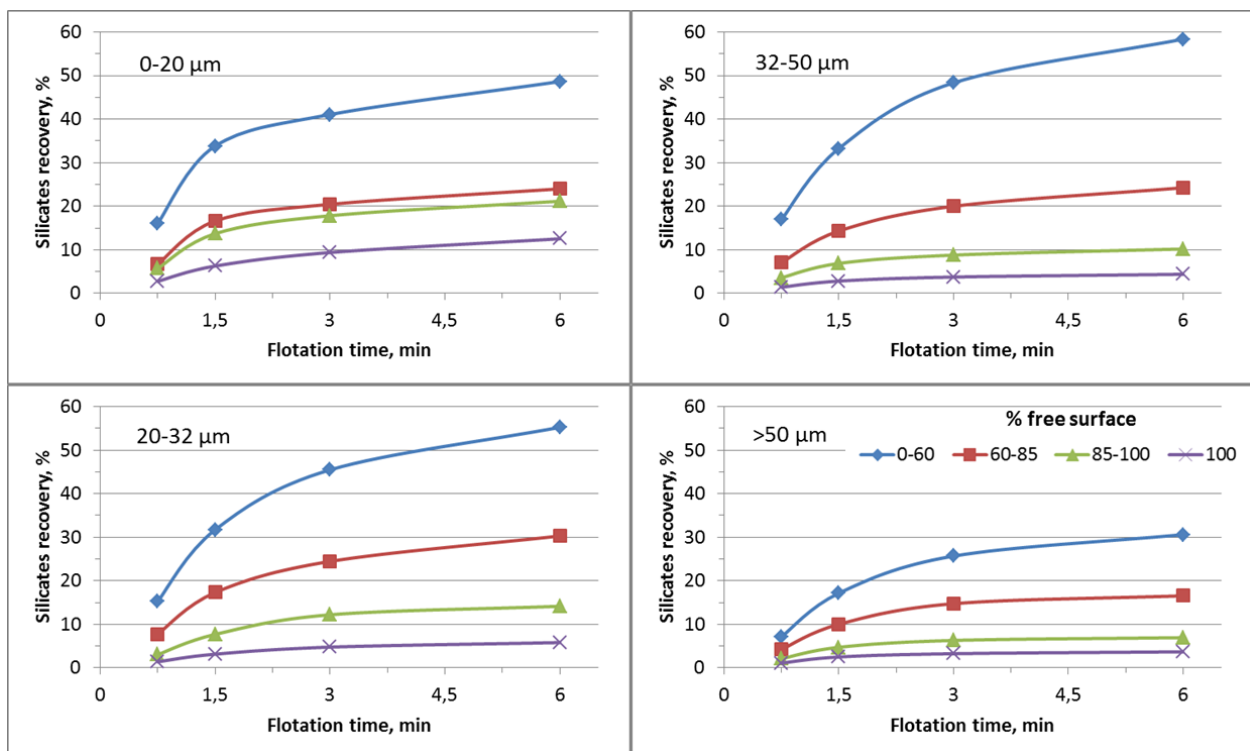 60
50
40
30
20
10
0
Silicates recovery, %
0-20 µm
0 1,5 3 4,5 6
Flotation time, min
60
50
40
30
20
10
0
Silicates recovery, %
32-50 µm
0 1,5 3 4,5 6
Flotation time, min
60
50
40
30
20
10
0
Silicates recovery, %
20-32 µm
0 1,5 3 4,5 6
Flotation time, min
60
50
40
30
20
10
0
Silicates recovery, %
% free surface
>50 µm
0-60 60-85 85-100 100
0 1,5 3 4,5 6
Flotation time, min